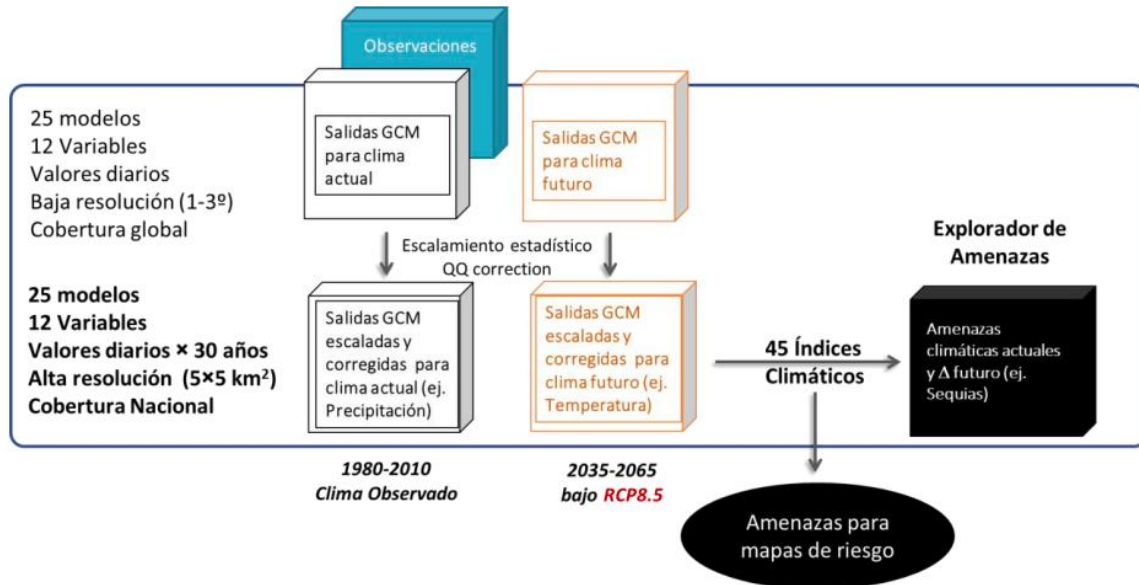 Observaciones
25 modelos
12 Variables
Valores diarios
Baja resolución (1-3º)
Cobertura global
Salidas GCM
para clima
actual
Salidas GCM
para clima
futuro
Escalamiento estadístico
QQ correction
25 modelos
12 Variables
Valores diarios × 30 años
Alta resolución (5×5 km²)
Cobertura Nacional
Salidas GCM
escaladas y
corregidas para
clima actual (ej.
Precipitación)
Salidas GCM
escaladas y
corregidas para
clima futuro (ej.
Temperatura)
45 Índices
Climáticos
Explorador de
Amenazas
Amenazas
climáticas actuales
y Δ futuro (ej.
Sequias)
1980-2010
Clima Observado
2035-2065
bajo RCP8.5
Amenazas para
mapas de riesgo